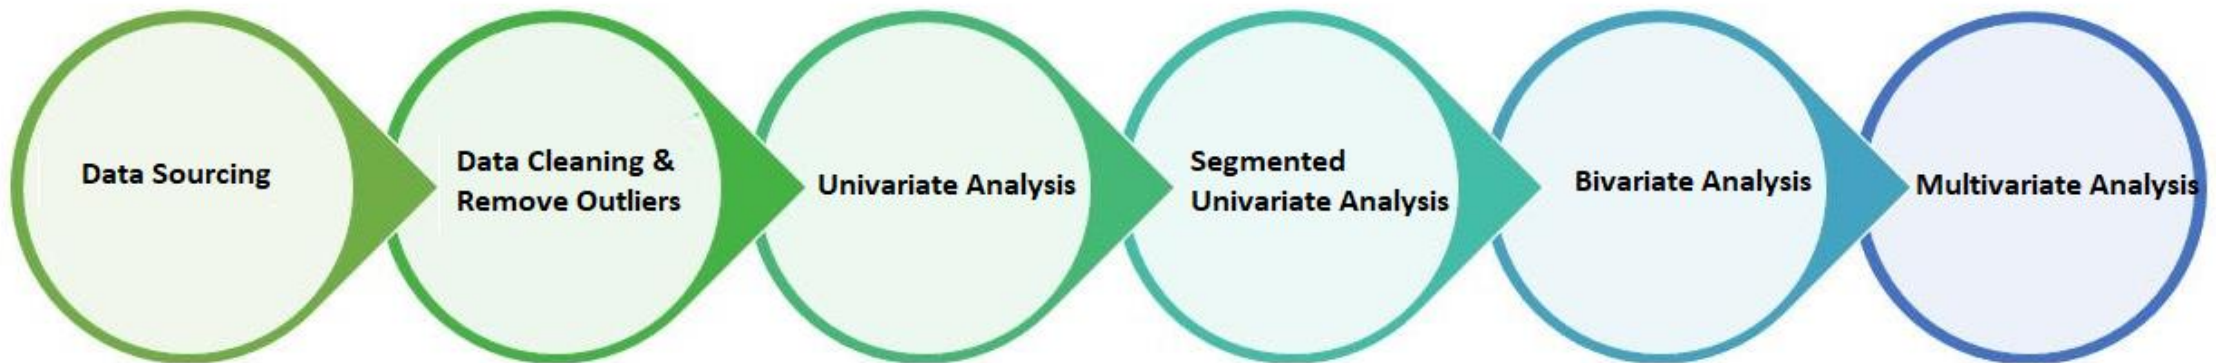 Data Sourcing
Data Cleaning &
Remove Outliers
Univariate Analysis
Segmented
Univariate Analysis
Bivariate Analysis
Multivariate Analysis